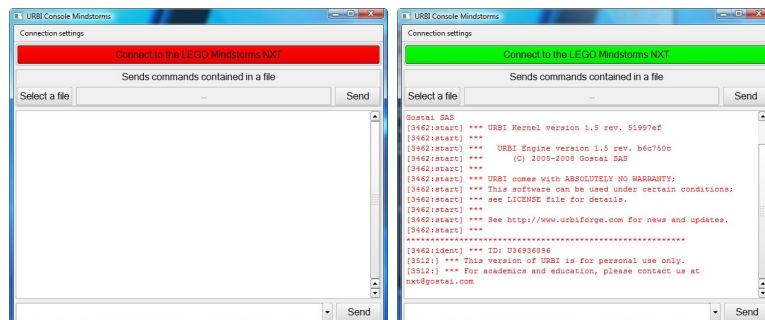 URBI Console Mindstorms
Connection settings
Connect to the LEGO Mindstorms NXT
Sends commands contained in a file
Select a file
...
Send
Send
URBI Console Mindstorms
Connection settings
Connect to the LEGO Mindstorms NXT
Sends commands contained in a file
Select a file
...
Send
Gostai SAS
[3462:start] *** URBI Kernel version 1.5 rev. 51997ef
[3462:start] ***
[3462:start] *** URBI Engine version 1.5 rev. b6c750c
[3462:start] *** (C) 2005-2008 Gostai SAS
[3462:start] ***
[3462:start] *** URBI comes with ABSOLUTELY NO WARRANTY;
[3462:start] *** This software can be used under certain conditions;
[3462:start] *** see LICENSE file for details.
[3462:start] ***
[3462:start] *** See http://www.urbiforge.com for news and updates.
[3462:start] ***
**********************************************************
[3462:ident] *** ID: U36936896
[3512:] *** This version of URBI is for personal use only.
[3512:] *** For academics and education, please contact us at
nxt@gostai.com
Send